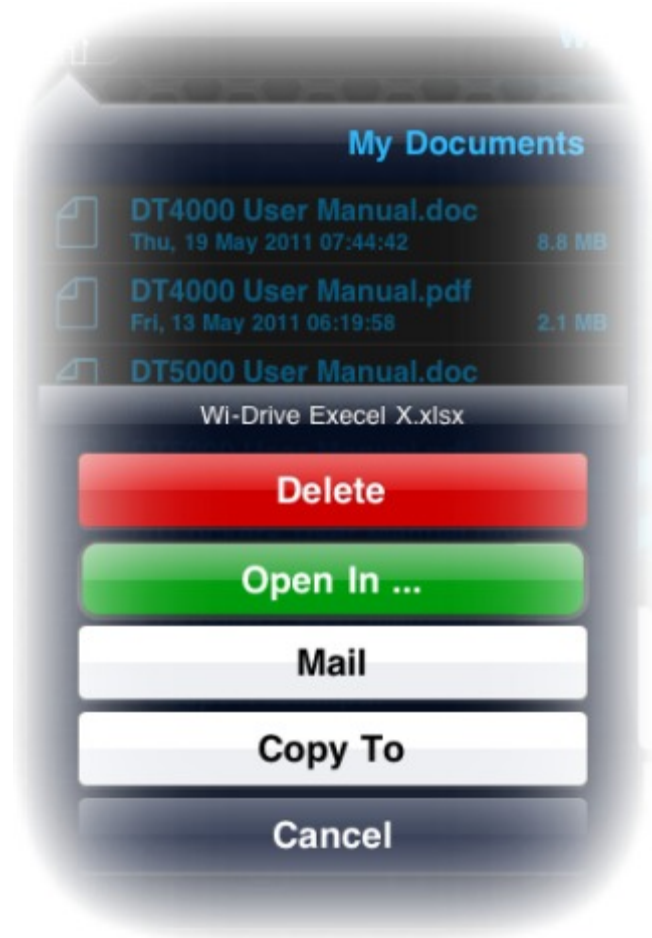 My Documents
DT4000 User Manual.doc
Thu, 19 May 2011 07:44:42 8.8 MB
DT4000 User Manual.pdf
Fri, 13 May 2011 06:19:58 2.1 MB
DT5000 User Manual.doc
Wi-Drive Execel X.xlsx
Delete
Open In ...
Mail
Copy To
Cancel